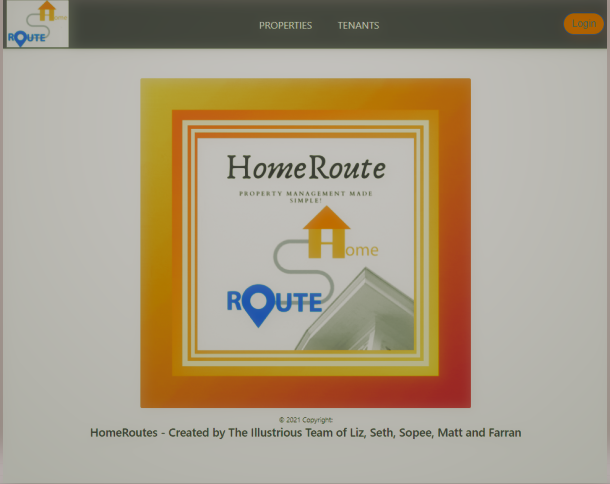 Home
ROUTE
PROPERTIES
TENANTS
Login
HomeRoute
PROPERTY MANAGEMENT MADE
SIMPLE!
Home
ROUTE
© 2021 Copyright:
HomeRoutes - Created by The Illustrious Team of Liz, Seth, Sopee, Matt and Farran